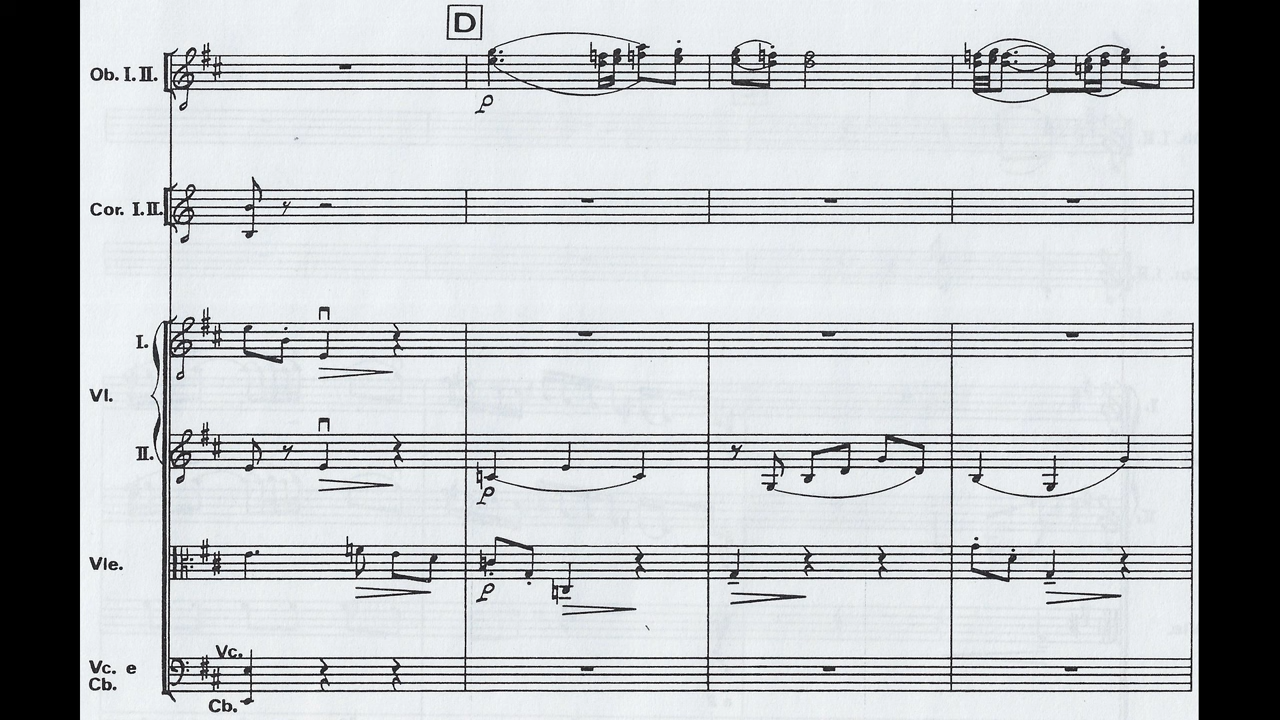 D
Ob. I. II.
p
Cor. I. II.
I.
Vl.
II.
p
Vle.
p
Vc.
Vc. e
Cb.
Cb.